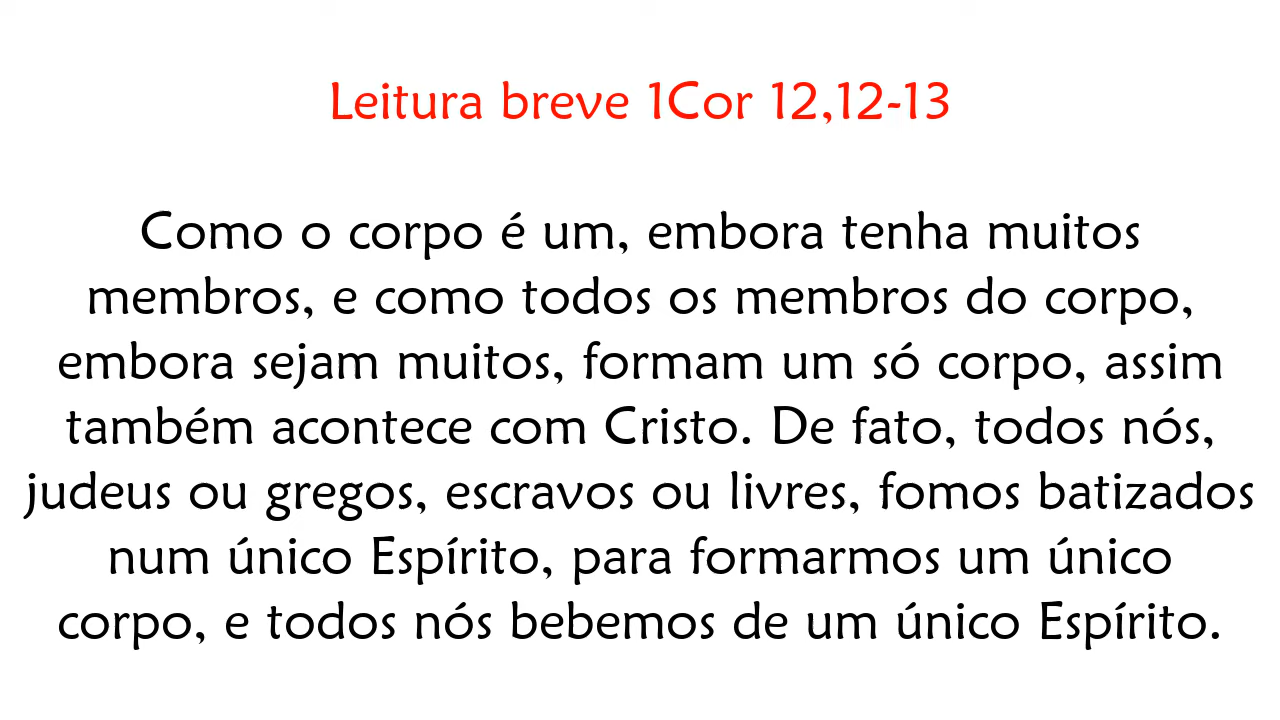 Leitura breve 1Cor 12,12-13
Como o corpo é um, embora tenha muitos
membros, e como todos os membros do corpo,
embora sejam muitos, formam um só corpo, assim
também acontece com Cristo. De fato, todos nós,
judeus ou gregos, escravos ou livres, fomos batizados
num único Espírito, para formarmos um único
corpo, e todos nós bebemos de um único Espírito.